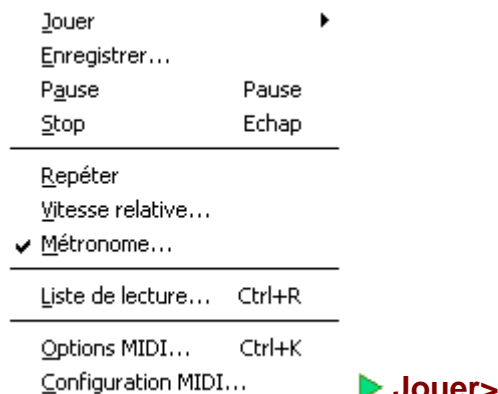 Jouer
Enregistrer...
Pause Pause
Stop Echap
Repéter
Vitesse relative...
Métronome...
Liste de lecture... Ctrl+R
Options MIDI... Ctrl+K
Configuration MIDI...
Jouer>